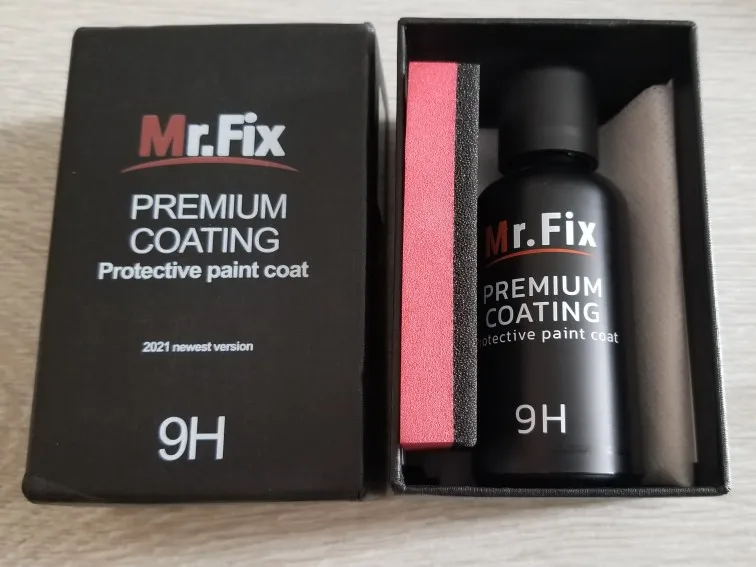 Mr.Fix
PREMIUM
COATING
Protective paint coat
2021 newest version
9H
Mr.Fix
PREMIUM
COATING
rotective paint coat
9H